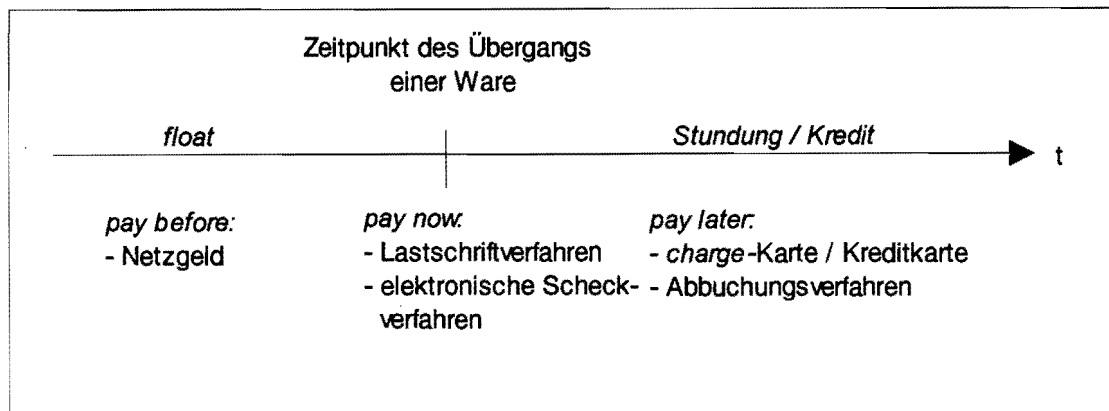 Zeitpunkt des Übergangs
einer Ware
float
Stundung / Kredit
t
pay before:
- Netzgeld
pay now:
- Lastschriftverfahren
- elektronische Scheck-
verfahren
pay later:
- charge-Karte / Kreditkarte
- Abbuchungsverfahren